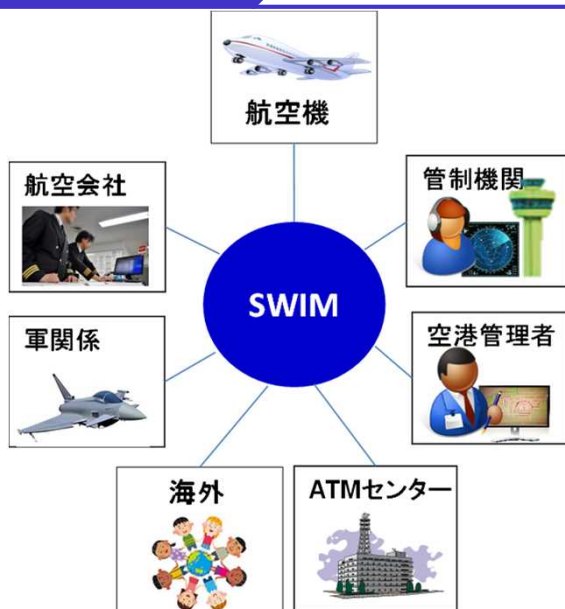 航空機
航空会社
管制機関
SWIM
軍関係
空港管理者
海外
ATMセンター